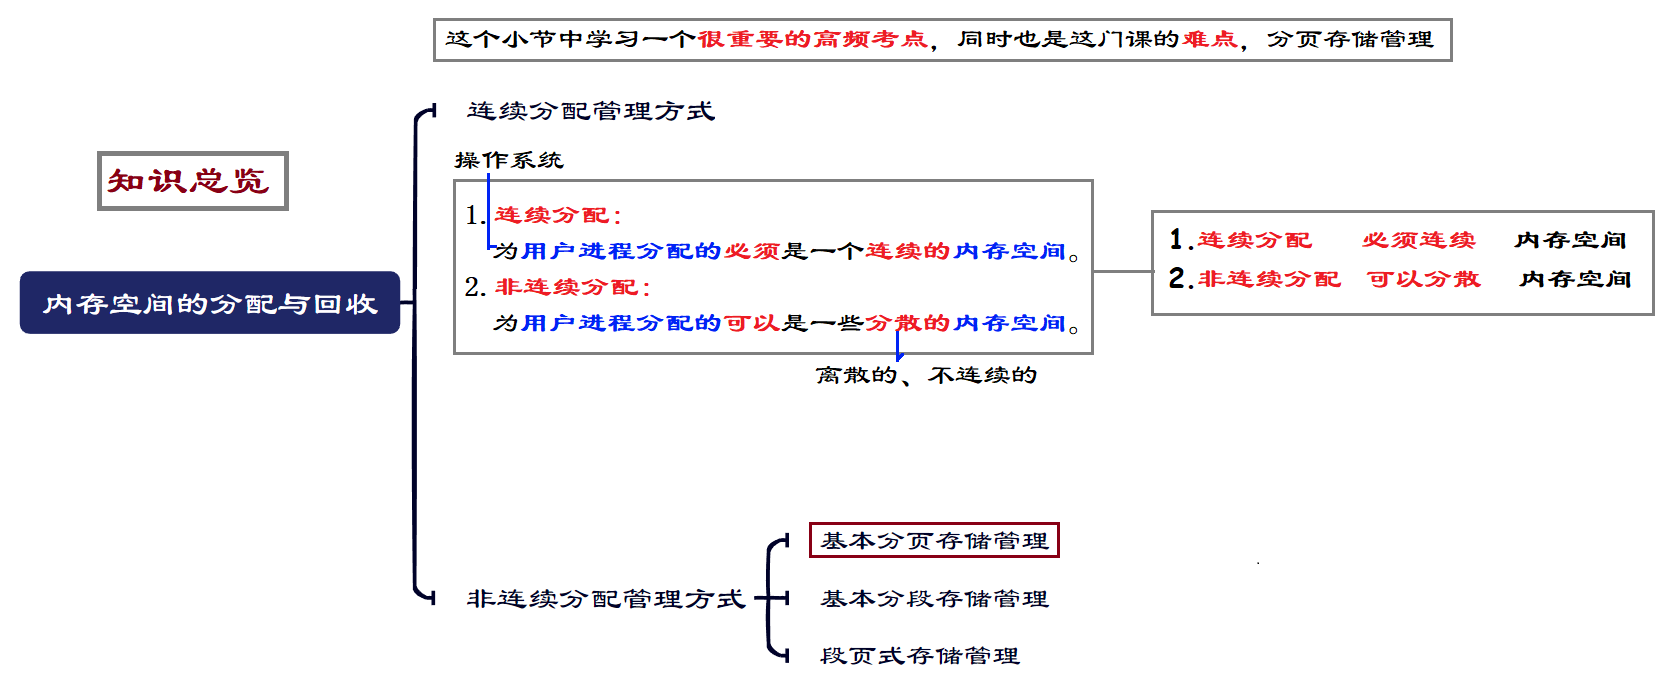 这个小节中学习一个很重要的高频考点，同时也是这门课的难点，分页存储管理
连续分配管理方式
知识总览
操作系统
1. 连续分配：
为用户进程分配的必须是一个连续的内存空间。
2. 非连续分配：
为用户进程分配的可以是一些分散的内存空间。
离散的、不连续的
1.连续分配 必须连续 内存空间
2.非连续分配 可以分散 内存空间
内存空间的分配与回收
非连续分配管理方式
基本分页存储管理
基本分段存储管理
段页式存储管理